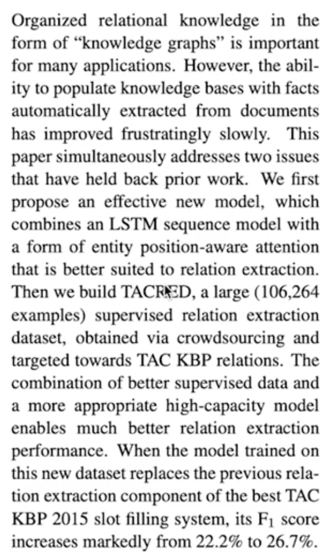 Organized relational knowledge in the
form of “knowledge graphs” is important
for many applications. However, the abil-
ity to populate knowledge bases with facts
automatically extracted from documents
has improved frustratingly slowly. This
paper simultaneously addresses two issues
that have held back prior work. We first
propose an effective new model, which
combines an LSTM sequence model with
a form of entity position-aware attention
that is better suited to relation extraction.
Then we build TACRED, a large (106,264
examples) supervised relation extraction
dataset, obtained via crowdsourcing and
targeted towards TAC KBP relations. The
combination of better supervised data and
a more appropriate high-capacity model
enables much better relation extraction
performance. When the model trained on
this new dataset replaces the previous rela-
tion extraction component of the best TAC
KBP 2015 slot filling system, its F₁ score
increases markedly from 22.2% to 26.7%.